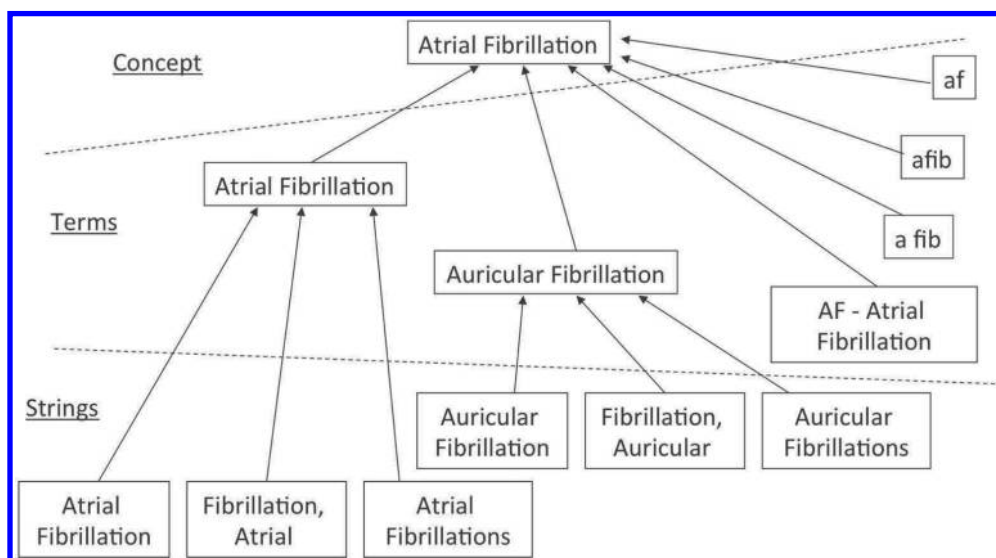 Concept
Atrial Fibrillation
af
afib
Atrial Fibrillation
Terms
a fib
Auricular Fibrillation
AF - Atrial
Fibrillation
Strings
Auricular
Fibrillation
Fibrillation,
Auricular
Auricular
Fibrillations
Atrial
Fibrillation
Fibrillation,
Atrial
Atrial
Fibrillations